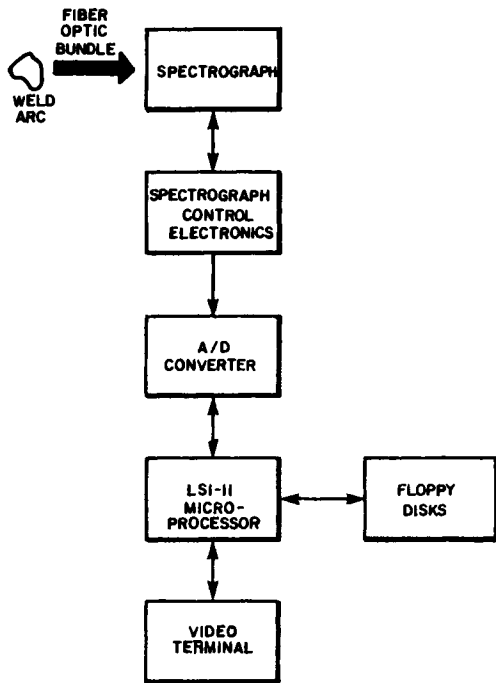 FIBER
OPTIC
BUNDLE
WELD
ARC
SPECTROGRAPH
SPECTROGRAPH
CONTROL
ELECTRONICS
A/D
CONVERTER
LSI-II
MICRO-
PROCESSOR
FLOPPY
DISKS
VIDEO
TERMINAL